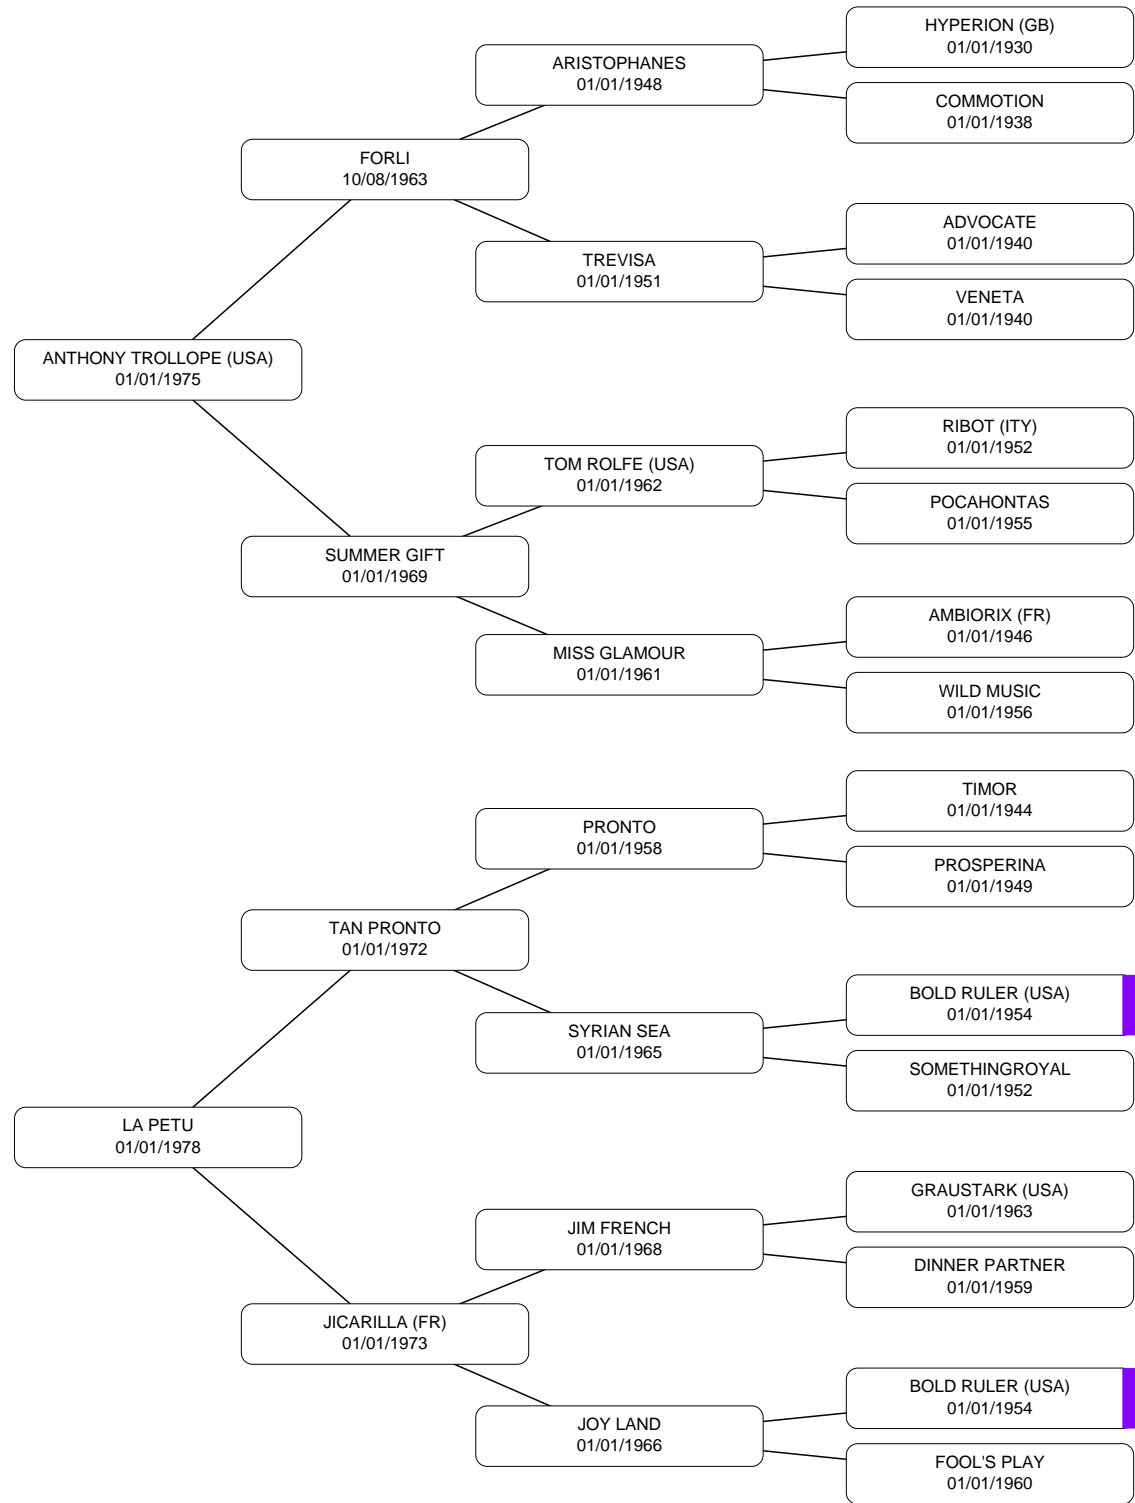 HYPERION (GB)
01/01/1930
ARISTOPHANES
01/01/1948
COMMOTION
01/01/1938
FORLI
10/08/1963
ADVOCATE
01/01/1940
TREVISA
01/01/1951
VENETA
01/01/1940
ANTHONY TROLLOPE (USA)
01/01/1975
RIBOT (ITY)
01/01/1952
TOM ROLFE (USA)
01/01/1962
POCAHONTAS
01/01/1955
SUMMER GIFT
01/01/1969
AMBIORIX (FR)
01/01/1946
MISS GLAMOUR
01/01/1961
WILD MUSIC
01/01/1956
TIMOR
01/01/1944
PRONTO
01/01/1958
PROSPERINA
01/01/1949
TAN PRONTO
01/01/1972
BOLD RULER (USA)
01/01/1954
SYRIAN SEA
01/01/1965
SOMETHINGROYAL
01/01/1952
LA PETU
01/01/1978
GRAUSTARK (USA)
01/01/1963
JIM FRENCH
01/01/1968
DINNER PARTNER
01/01/1959
JICARILLA (FR)
01/01/1973
BOLD RULER (USA)
01/01/1954
JOY LAND
01/01/1966
FOOL'S PLAY
01/01/1960